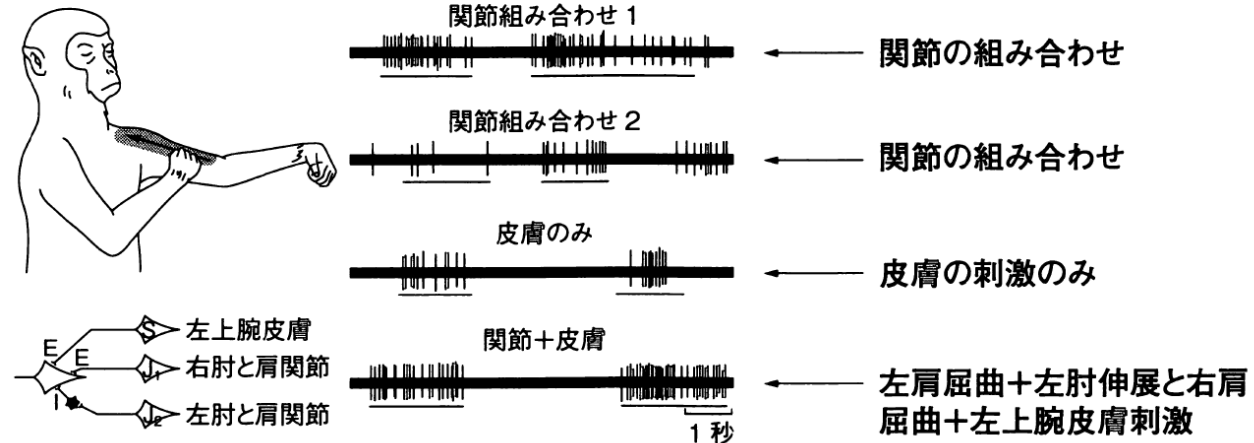 関節組み合わせ1
関節の組み合わせ
関節組み合わせ2
関節の組み合わせ
皮膚のみ
皮膚の刺激のみ
関節+皮膚
左肩屈曲+左肘伸展と右肩
屈曲+左上腕皮膚刺激
1秒
E
S
左上腕皮膚
E
J₁
右肘と肩関節
I
J₂
左肘と肩関節